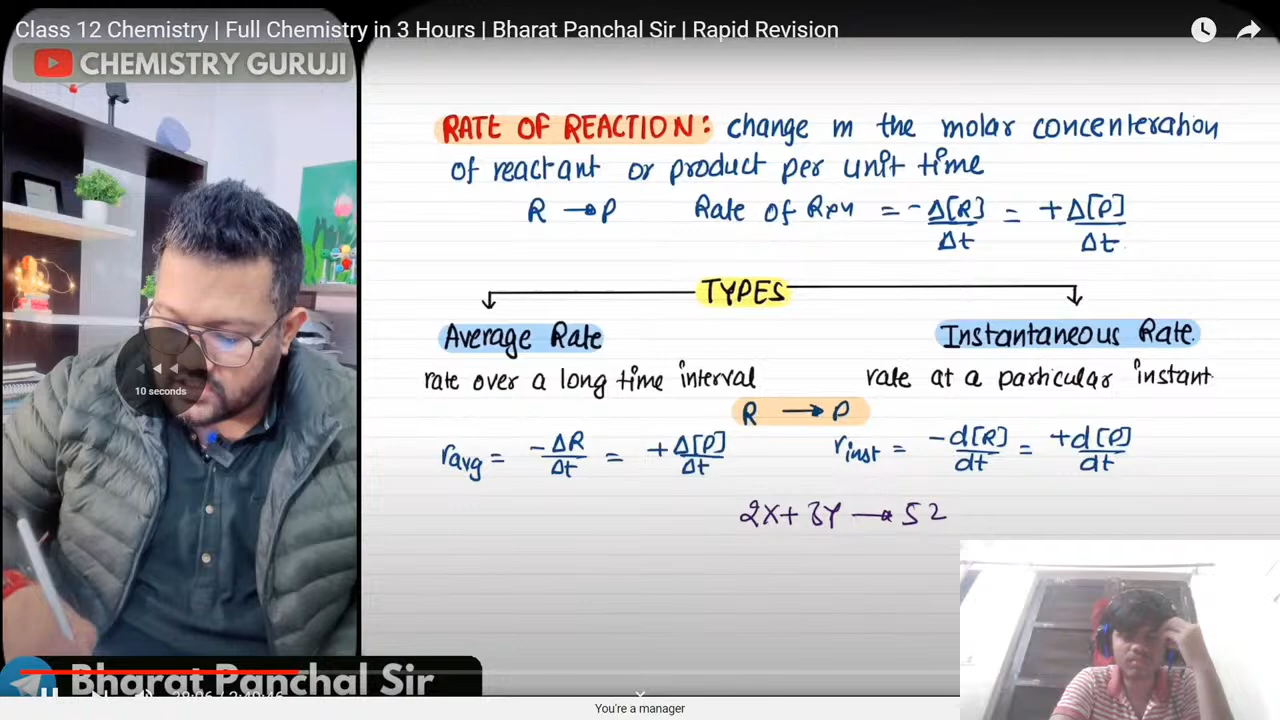 Class 12 Chemistry | Full Chemistry in 3 Hours | Bharat Panchal Sir | Rapid Revision
CHEMISTRY GURUJI
RATE OF REACTION: change in the molar concenteration
of reactant or product per unit time
R → P Rate of Rxn = -Δ[R]/Δt = +Δ[P]/Δt
TYPES
Average Rate Instantaneous Rate.
rate over a long time interval rate at a particular instant
R → P
ravg = -ΔR/Δt = +Δ[P]/Δt rinst = -d[R]/dt = +d[P]/dt
2X + 3Y → 5Z
10 seconds
Bharat Panchal Sir
You're a manager